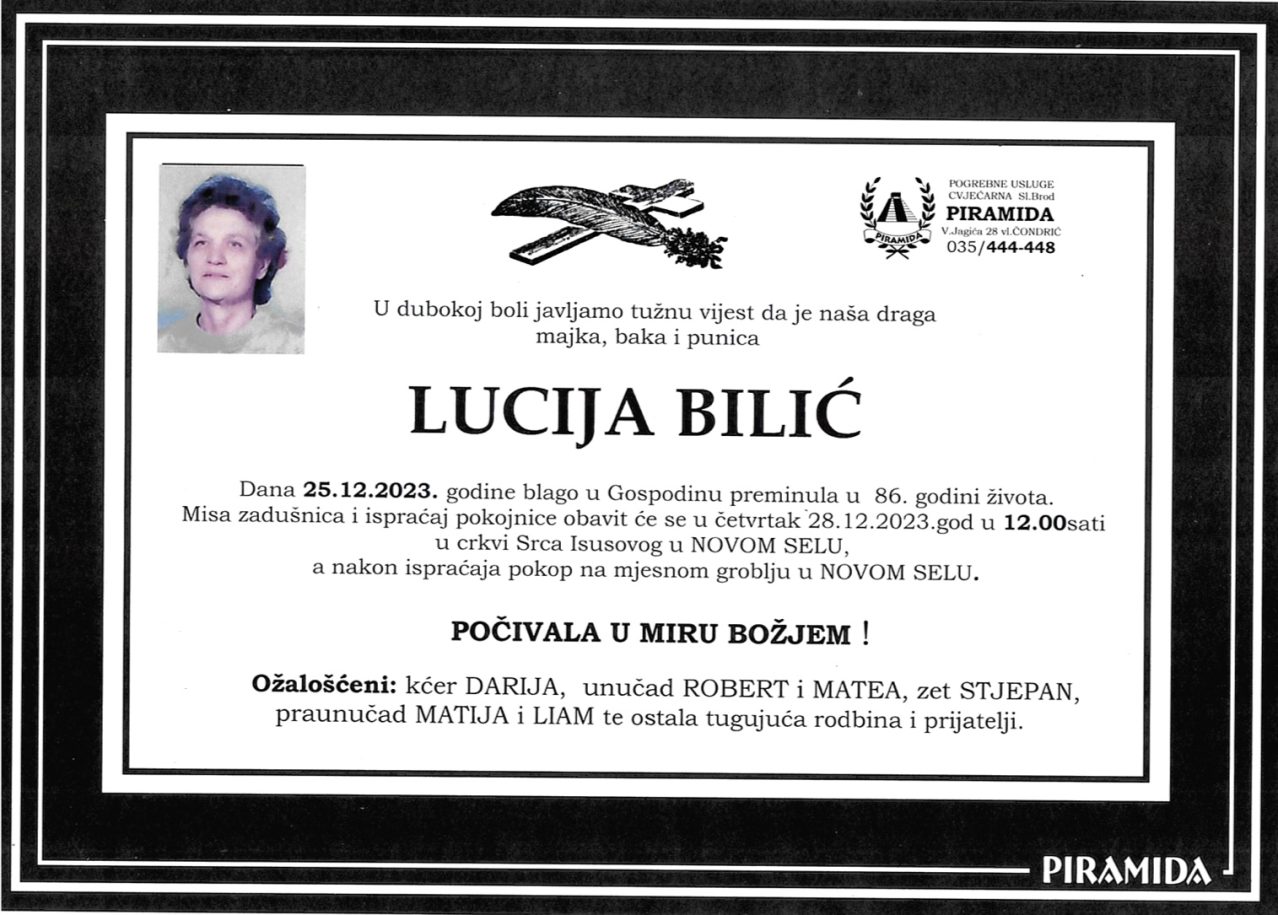 POGREBNE USLUGE
CVJEĆARNA Sl.Brod
PIRAMIDA
V.Jagića 28 vl.ČONDRIĆ
035/444-448
PIRAMIDA
U dubokoj boli javljamo tužnu vijest da je naša draga
majka, baka i punica
LUCIJA BILIĆ
Dana 25.12.2023. godine blago u Gospodinu preminula u 86. godini života.
Misa zadušnica i ispraćaj pokojnice obavit će se u četvrtak 28.12.2023.god u 12.00sati
u crkvi Srca Isusovog u NOVOM SELU,
a nakon ispraćaja pokop na mjesnom groblju u NOVOM SELU.
POČIVALA U MIRU BOŽJEM !
Ožalošćeni: kćer DARIJA, unučad ROBERT i MATEA, zet STJEPAN,
praunučad MATIJA i LIAM te ostala tugujuća rodbina i prijatelji.
PIRAMIDA